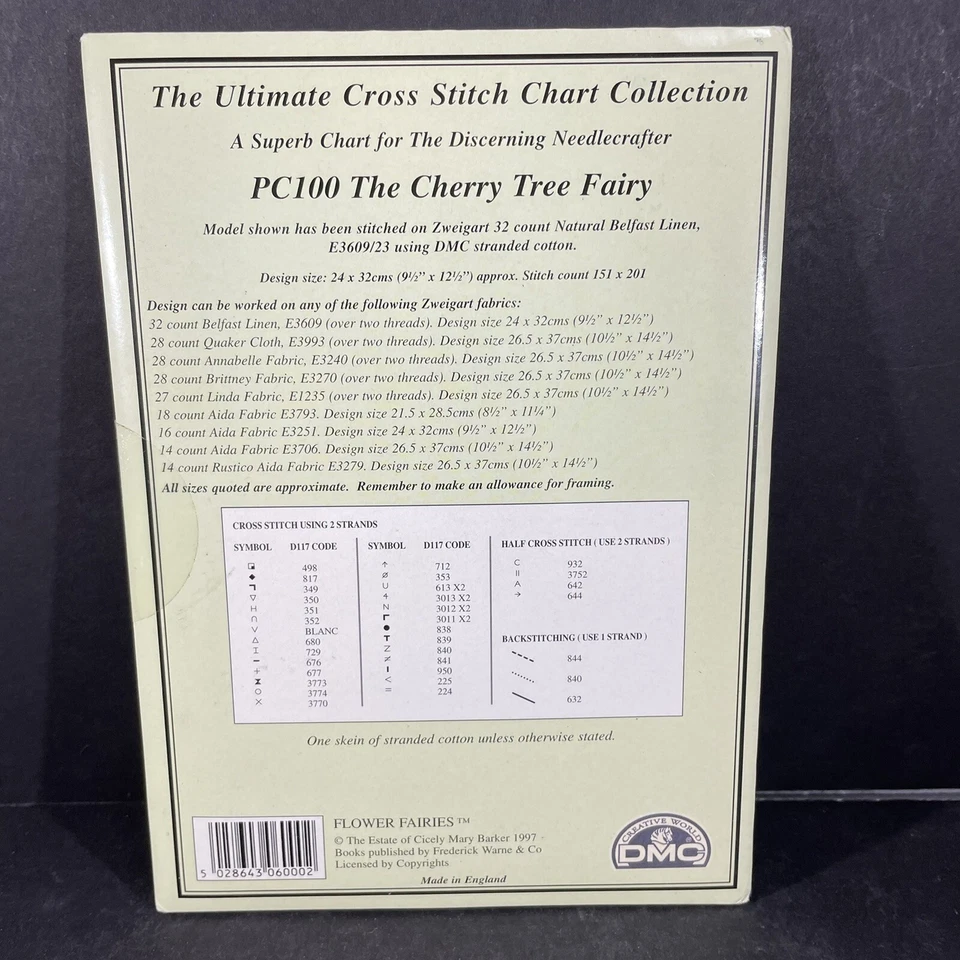 The Ultimate Cross Stitch Chart Collection
A Superb Chart for The Discerning Needlecrafter
PC100 The Cherry Tree Fairy
Model shown has been stitched on Zweigart 32 count Natural Belfast Linen,
E3609/23 using DMC stranded cotton.
Design size: 24 x 32cms (9½” x 12½”) approx. Stitch count 151 x 201
Design can be worked on any of the following Zweigart fabrics:
32 count Belfast Linen, E3609 (over two threads). Design size 24 x 32cms (9½” x 12½”)
28 count Quaker Cloth, E3993 (over two threads). Design size 26.5 x 37cms (10½” x 14½”)
28 count Annabelle Fabric, E3240 (over two threads). Design size 26.5 x 37cms (10½” x 14½”)
28 count Brittney Fabric, E3270 (over two threads). Design size 26.5 x 37cms (10½” x 14½”)
27 count Linda Fabric, E1235 (over two threads). Design size 26.5 x 37cms (10½” x 14½”)
18 count Aida Fabric E3793. Design size 21.5 x 28.5cms (8½” x 11¼”)
16 count Aida Fabric E3251. Design size 24 x 32cms (9½” x 12½”)
14 count Aida Fabric E3706. Design size 26.5 x 37cms (10½” x 14½”)
14 count Rustico Aida Fabric E3279. Design size 26.5 x 37cms (10½” x 14½”)
All sizes quoted are approximate. Remember to make an allowance for framing.
CROSS STITCH USING 2 STRANDS
SYMBOL D117 CODE
498
◆ 817
349
▽ 350
H 351
∩ 352
V BLANC
△ 680
I 729
− 676
+ 677
3773
O 3774
X 3770
SYMBOL D117 CODE
↑ 712
Ø 353
U 613 X2
3013 X2
N 3012 X2
3011 X2
● 838
T 839
Z 840
≠ 841
I 950
< 225
= 224
HALF CROSS STITCH ( USE 2 STRANDS )
C 932
II 3752
A 642
→ 644
BACKSTITCHING ( USE 1 STRAND )
844
840
632
One skein of stranded cotton unless otherwise stated.
5 028643 060002
FLOWER FAIRIES ™
© The Estate of Cicely Mary Barker 1997
Books published by Frederick Warne & Co
Licensed by Copyrights
Made in England
CREATIVE WORLD
DMC